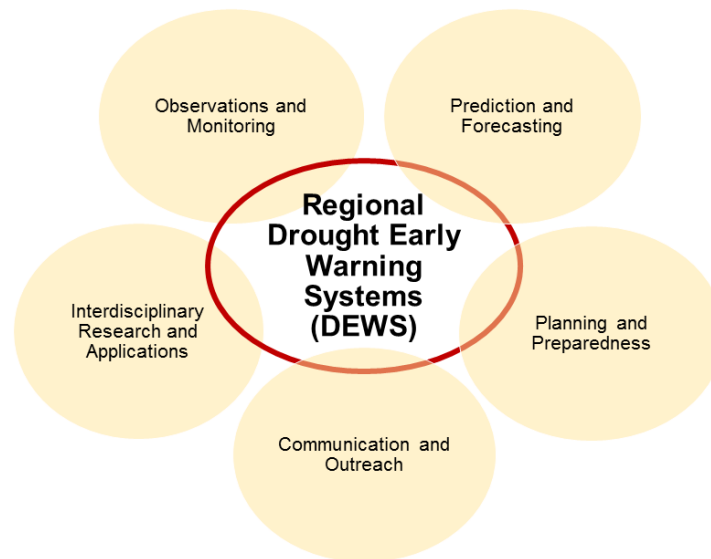 Observations and
Monitoring
Prediction and
Forecasting
Regional
Drought Early
Warning
Systems
(DEWS)
Interdisciplinary
Research and
Applications
Planning and
Preparedness
Communication and
Outreach